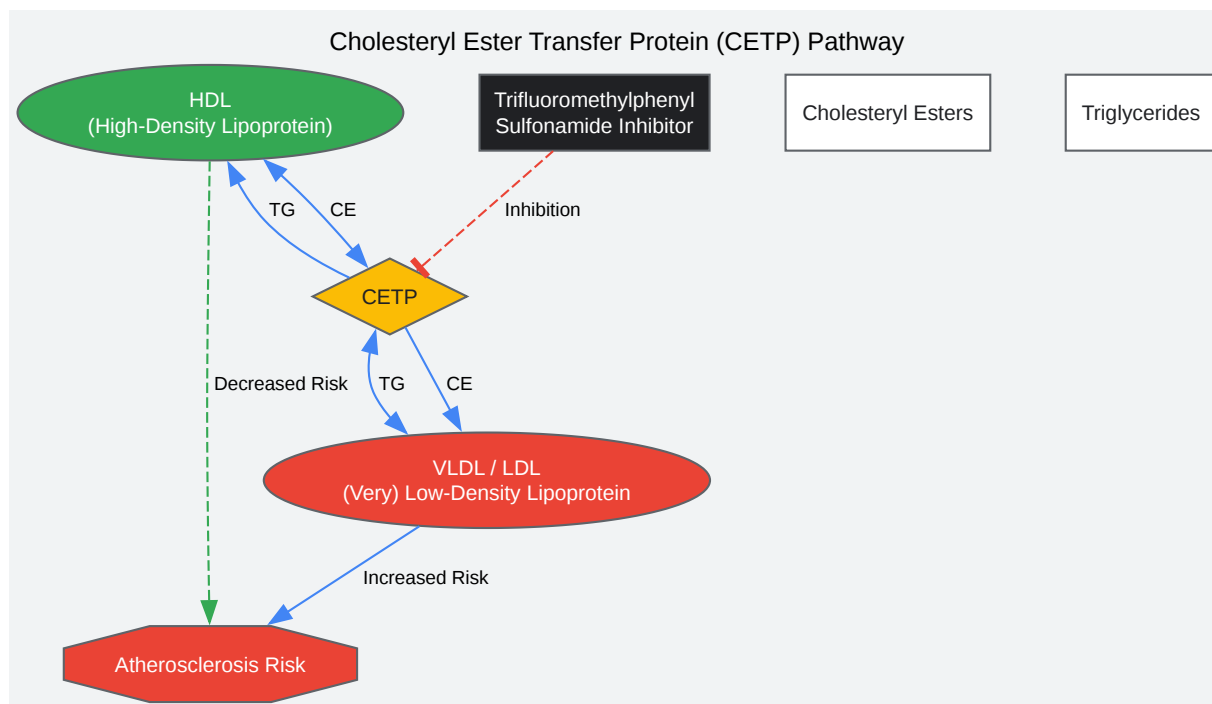 Cholesteryl Ester Transfer Protein (CETP) Pathway
HDL
(High-Density Lipoprotein)
Trifluoromethylphenyl
Sulfonamide Inhibitor
Cholesteryl Esters
Triglycerides
TG
CE
Inhibition
CETP
Decreased Risk
TG
CE
VLDL / LDL
(Very) Low-Density Lipoprotein
Increased Risk
Atherosclerosis Risk